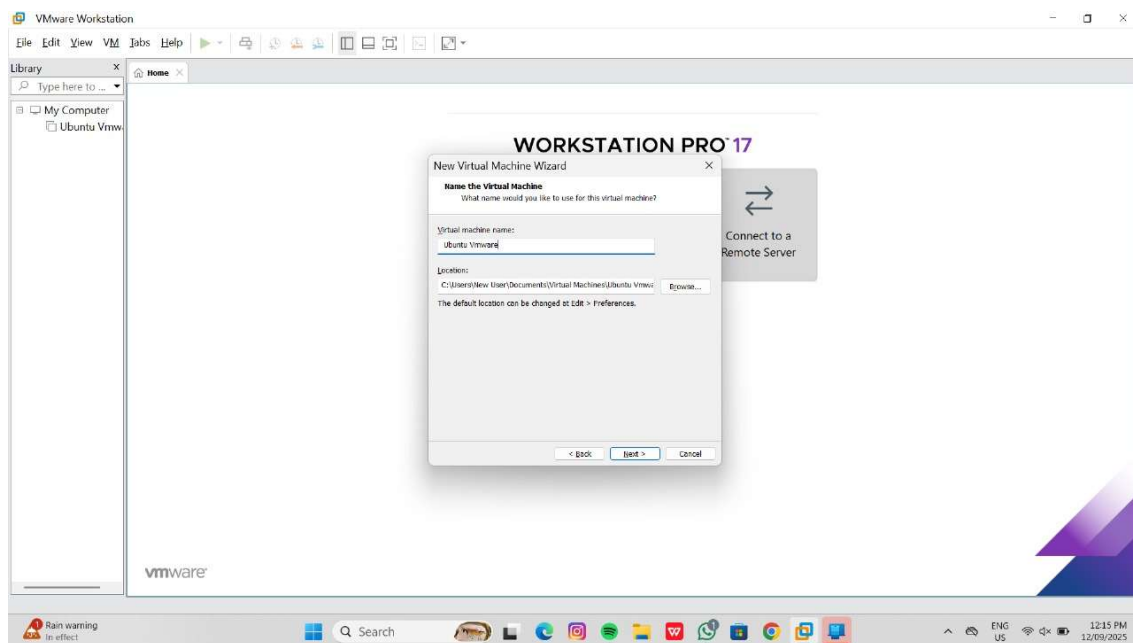 VMware Workstation
File Edit View VM Tabs Help
Library
Type here to ...
Home
My Computer
Ubuntu Vmw
WORKSTATION PRO™ 17
New Virtual Machine Wizard
Name the Virtual Machine
What name would you like to use for this virtual machine?
Virtual machine name:
Ubuntu Vmware
Location:
C:\Users\New User\Documents\Virtual Machines\Ubuntu Vmwa
Browse...
The default location can be changed at Edit > Preferences.
Connect to a
Remote Server
< Back Next > Cancel
vmware
1
Rain warning
In effect
Search
ENG
US
12:15 PM
12/09/2025